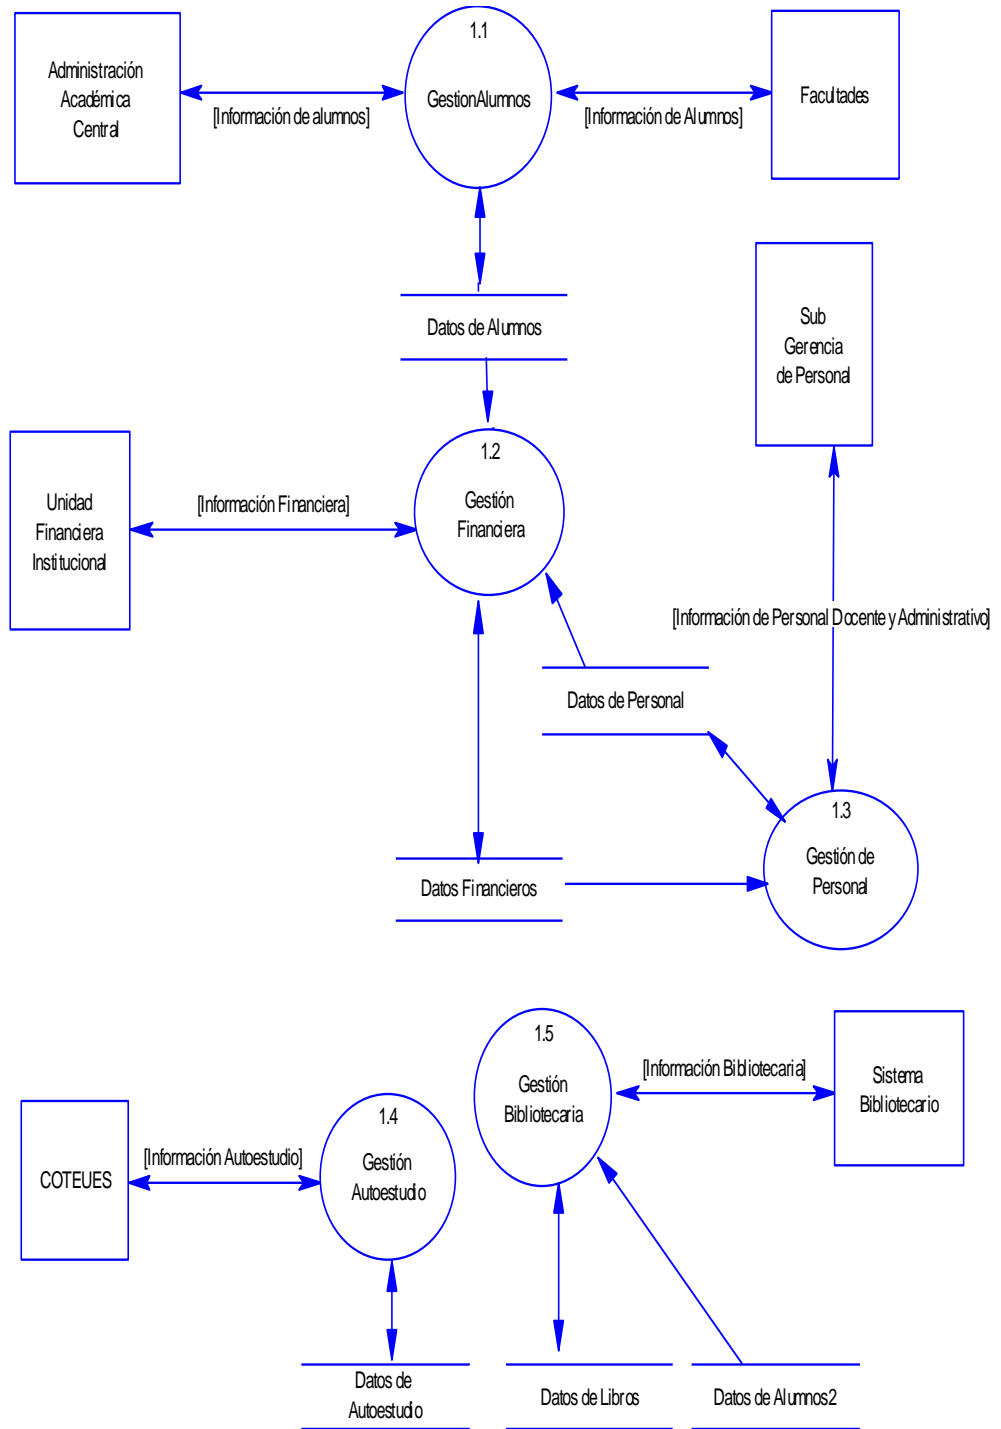 1.1
Administración
Académica
Central
GestionAlumnos
Facultades
[Información de alumnos]
[Información de Alumnos]
Datos de Alumnos
Sub
Gerencia
de Personal
1.2
Gestión
Financiera
Unidad
Financiera
Institucional
[Información Financiera]
[Información de Personal Docente y Administrativo]
Datos de Personal
1.3
Gestión de
Personal
Datos Financieros
1.5
Gestión
Bibliotecaria
[Información Bibliotecaria]
Sistema
Bibliotecario
1.4
Gestión
Autoestudio
[Información Autoestudio]
COTEUES
Datos de
Autoestudio
Datos de Libros
Datos de Alumnos2